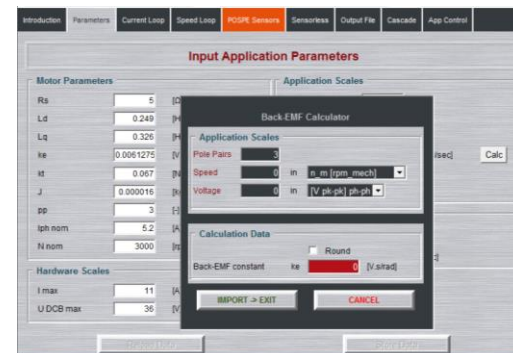 Introduction Parameters Current Loop Speed Loop POSPE Sensors Sensorless Output File Cascade App Control
Input Application Parameters
Motor Parameters
Application Scales
Rs 5
Ld 0.249
Lq 0.326
ke 0.0061275
kt 0.067
J 0.000016
pp 3
Iph nom 5.2 [A
N nom 3000
Hardware Scales
I max 11 [A
U DCB max 36
/sec] Calc
Back-EMF Calculator
Application Scales
Pole Pairs 3
Speed 0 in n_m [rpm_mech]
Voltage 0 in [V pk-pk] ph-ph
Calculation Data
Round
Back-EMF constant ke 0 [V.s/rad]
IMPORT -> EXIT CANCEL